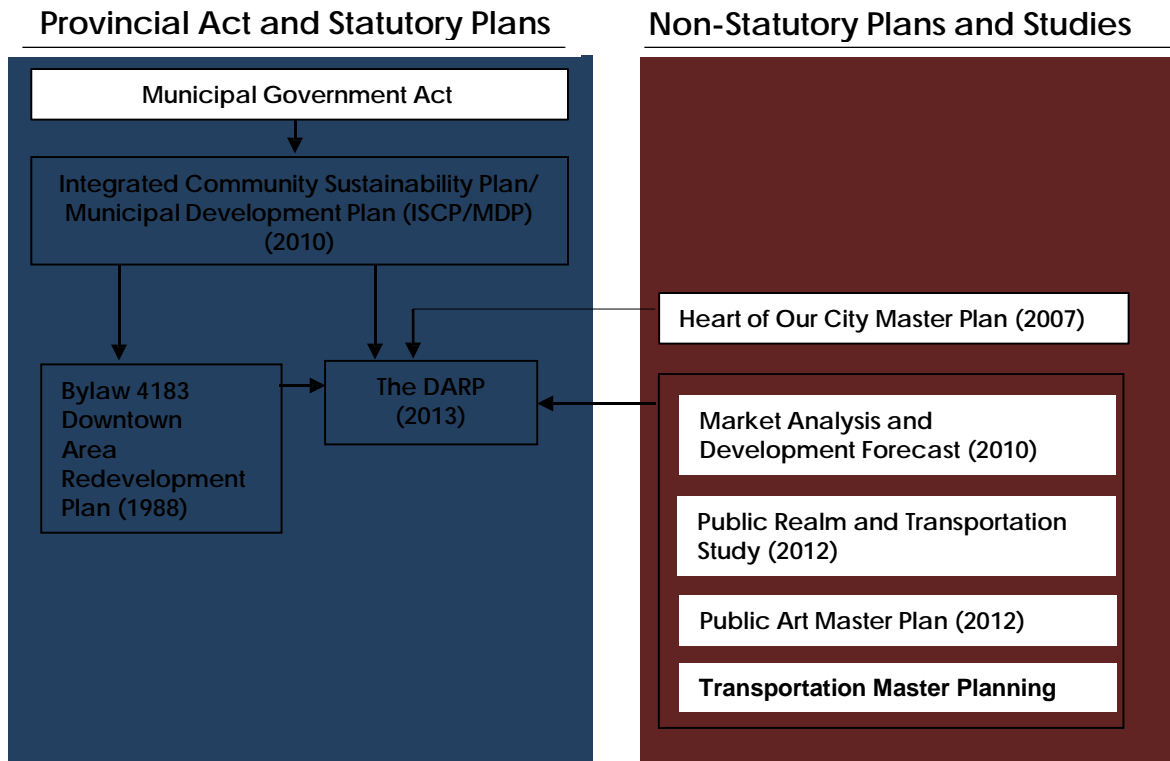 Provincial Act and Statutory Plans
Municipal Government Act
Integrated Community Sustainability Plan/
Municipal Development Plan (ISCP/MDP)
(2010)
Bylaw 4183
Downtown
Area
Redevelopment
Plan (1988)
The DARP
(2013)
Non-Statutory Plans and Studies
Heart of Our City Master Plan (2007)
Market Analysis and
Development Forecast (2010)
Public Realm and Transportation
Study (2012)
Public Art Master Plan (2012)
Transportation Master Planning